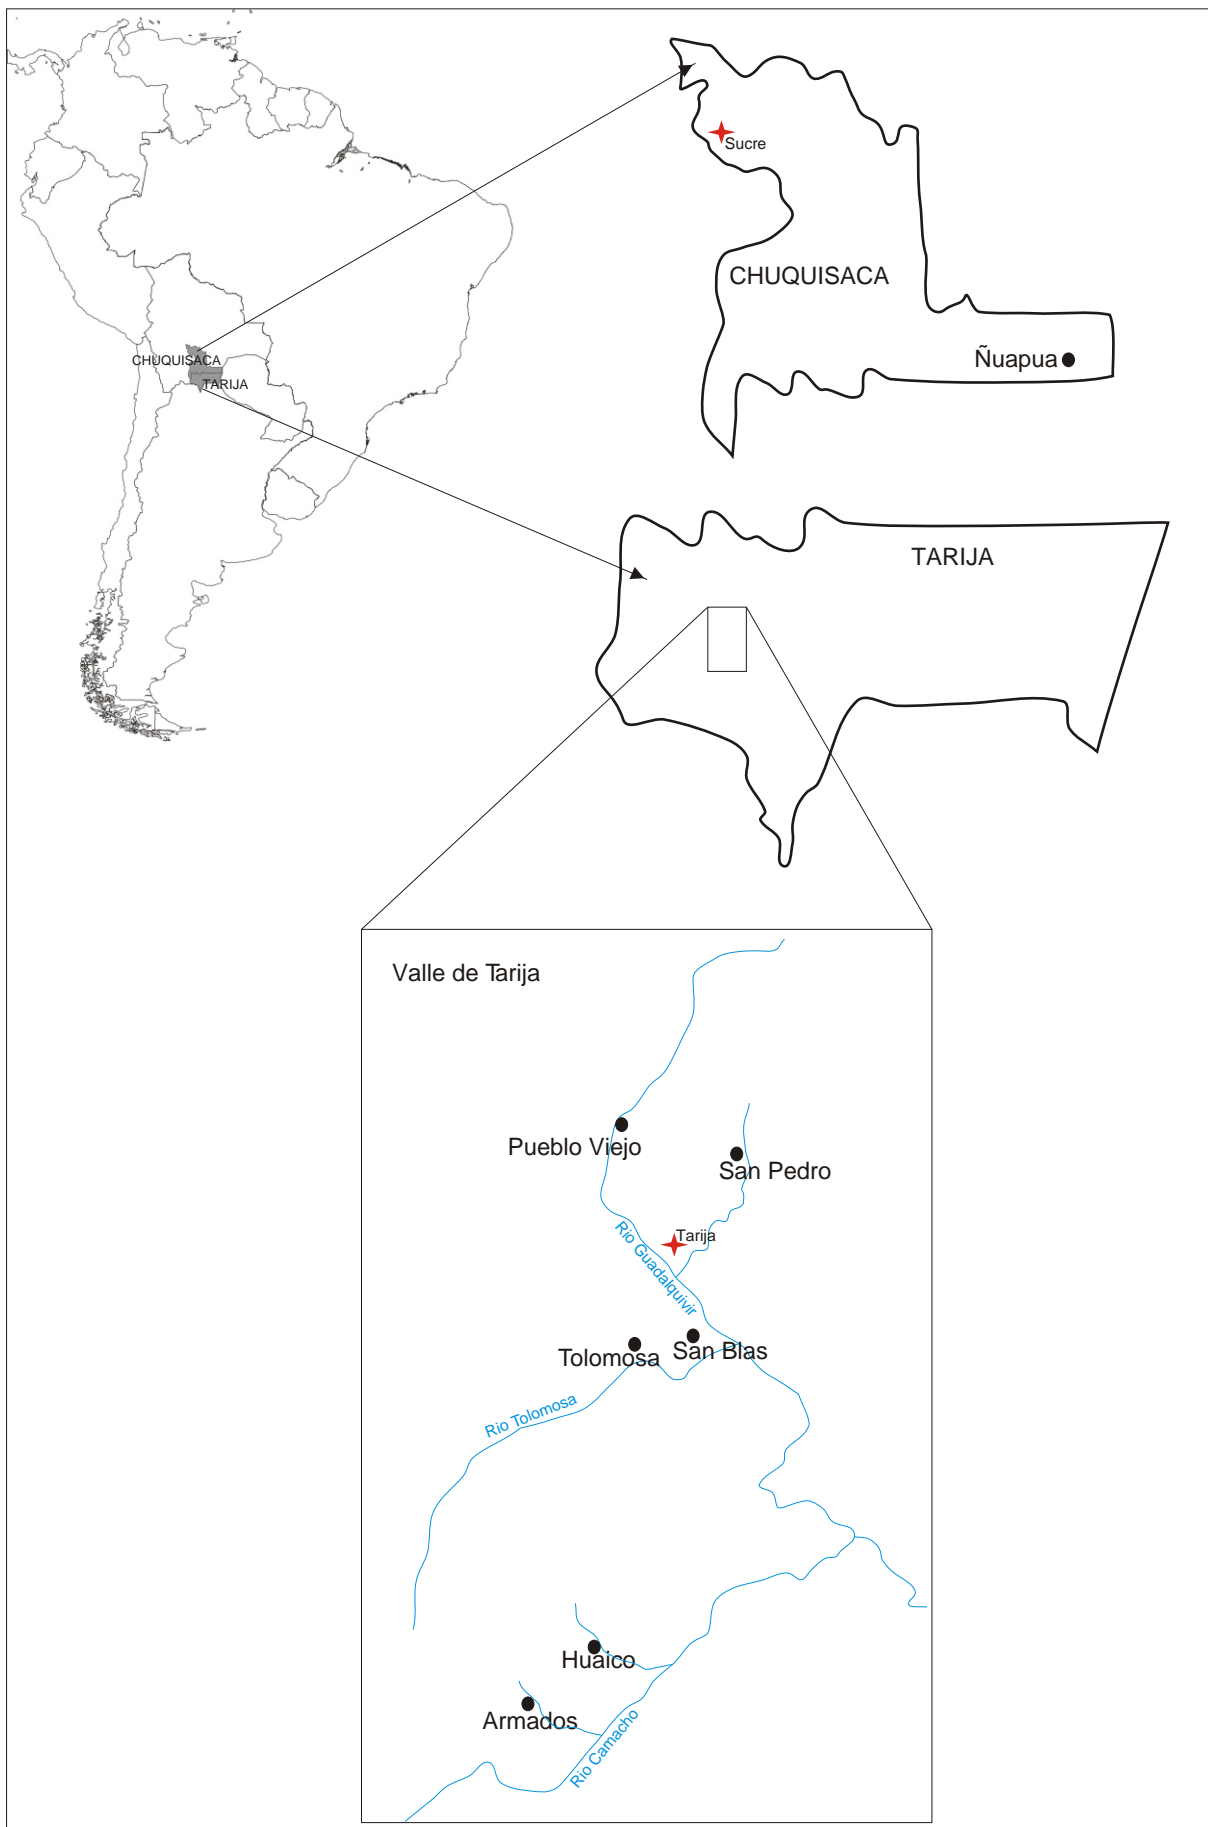 Sucre
CHUQUISACA
Ñuapua
CHUQUISACA
TARIJA
TARIJA
Valle de Tarija
Pueblo Viejo
San Pedro
Tarija
Rio Guadalquivir
Tolomosa
San Blas
Rio Tolomosa
Huaico
Armados
Rio Camacho